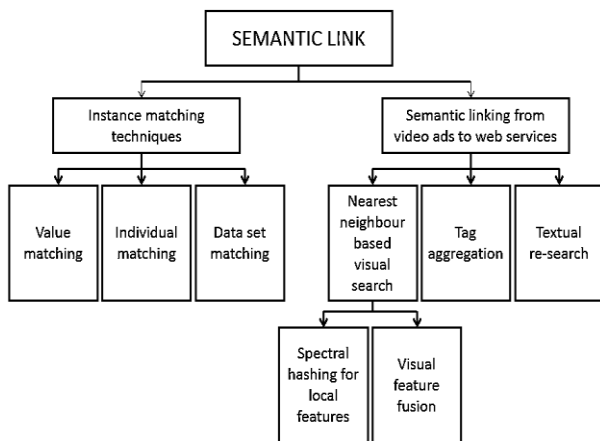 SEMANTIC LINK
Instance matching
techniques
Semantic linking from
video ads to web services
Value
matching
Individual
matching
Data set
matching
Nearest
neighbour
based
visual
search
Tag
aggregation
Textual
re-search
Spectral
hashing for
local
features
Visual
feature
fusion